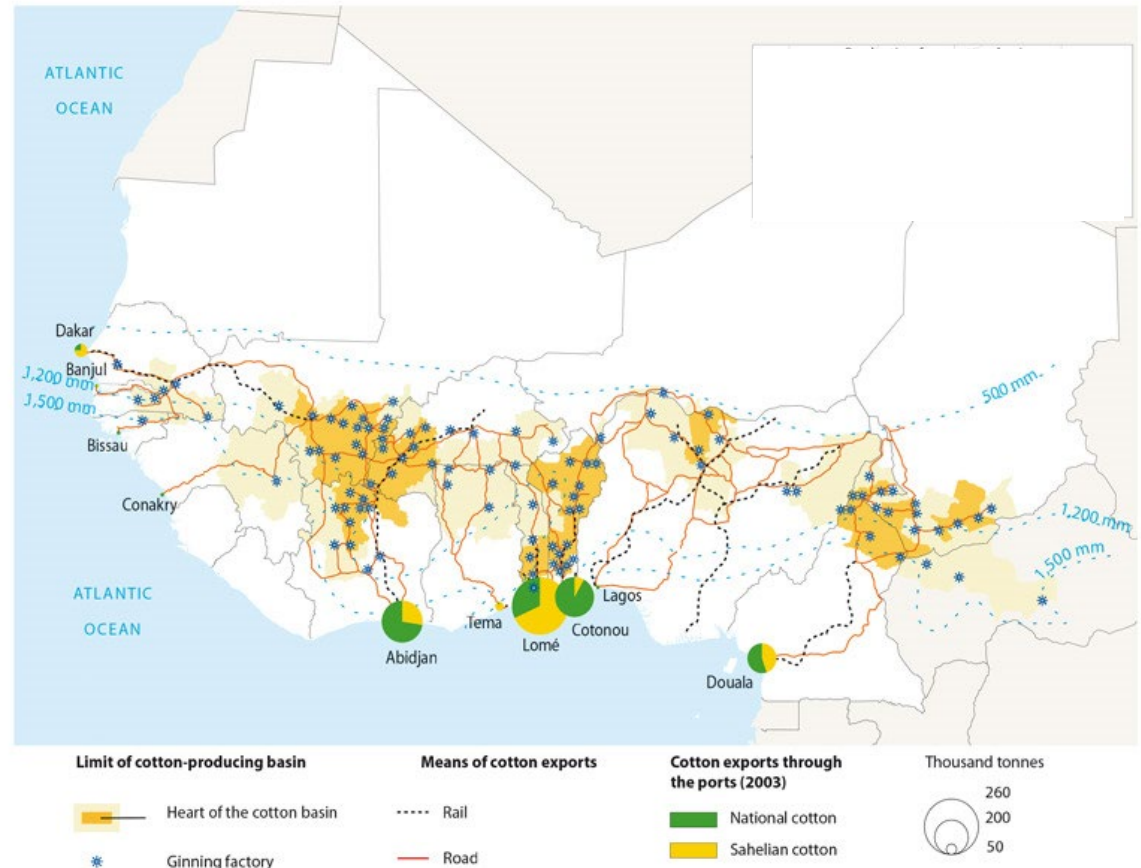 ATLANTIC
OCEAN
Dakar
Banjul
1,200 mm
1,500 mm
Bissau
Conakry
500 mm
1,200 mm
1,500 mm
ATLANTIC
OCEAN
Abidjan
Tema
Lomé
Cotonou
Lagos
Douala
Limit of cotton-producing basin
Heart of the cotton basin
Ginning factory
Means of cotton exports
Rail
Road
Cotton exports through
the ports (2003)
National cotton
Sahelian cotton
Thousand tonnes
260
200
50